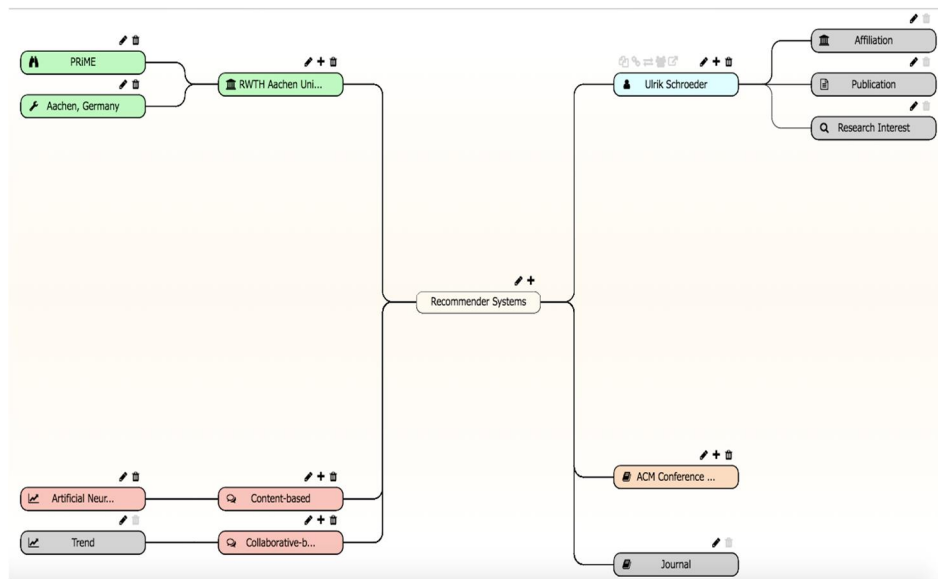 PRiME
Aachen, Germany
RWTH Aachen Uni...
Ulrik Schroeder
Affiliation
Publication
Research Interest
Recommender Systems
Artificial Neur...
Content-based
Trend
Collaborative-b...
ACM Conference ...
Journal